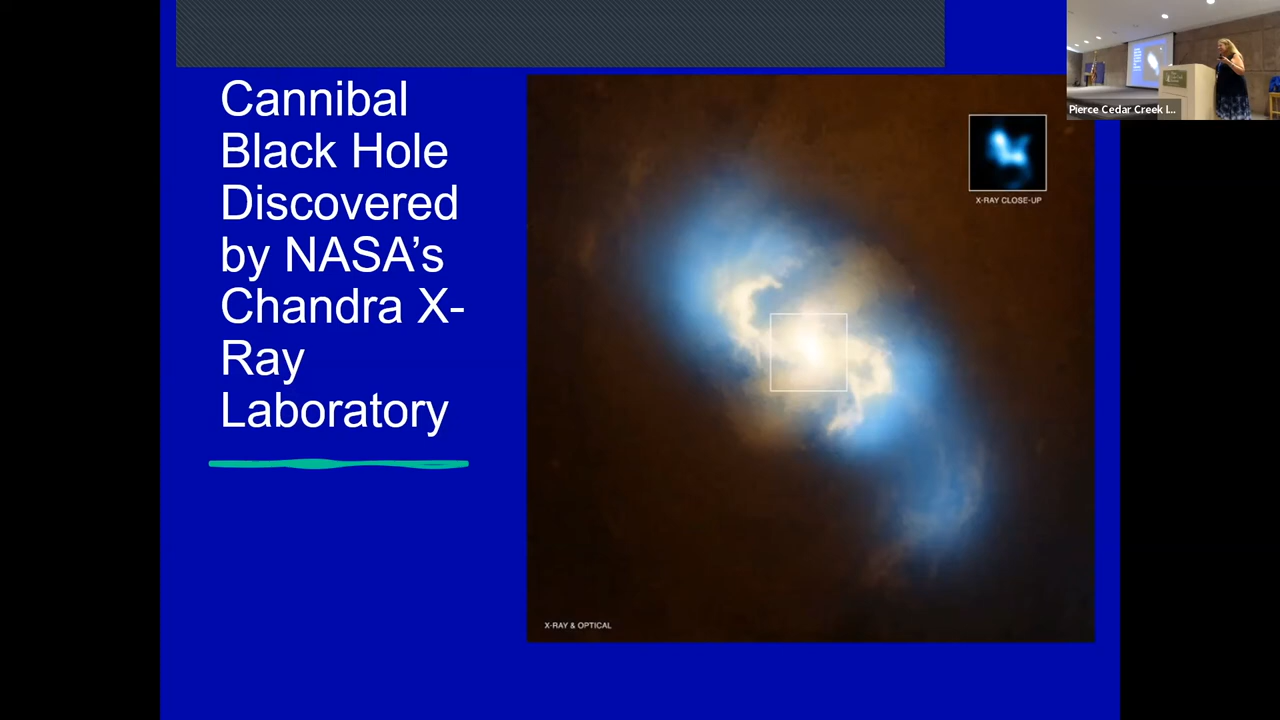 Cannibal
Black Hole
Discovered
by NASA’s
Chandra X-
Ray
Laboratory
X-RAY CLOSE-UP
X-RAY & OPTICAL
Pierce Cedar Creek I...